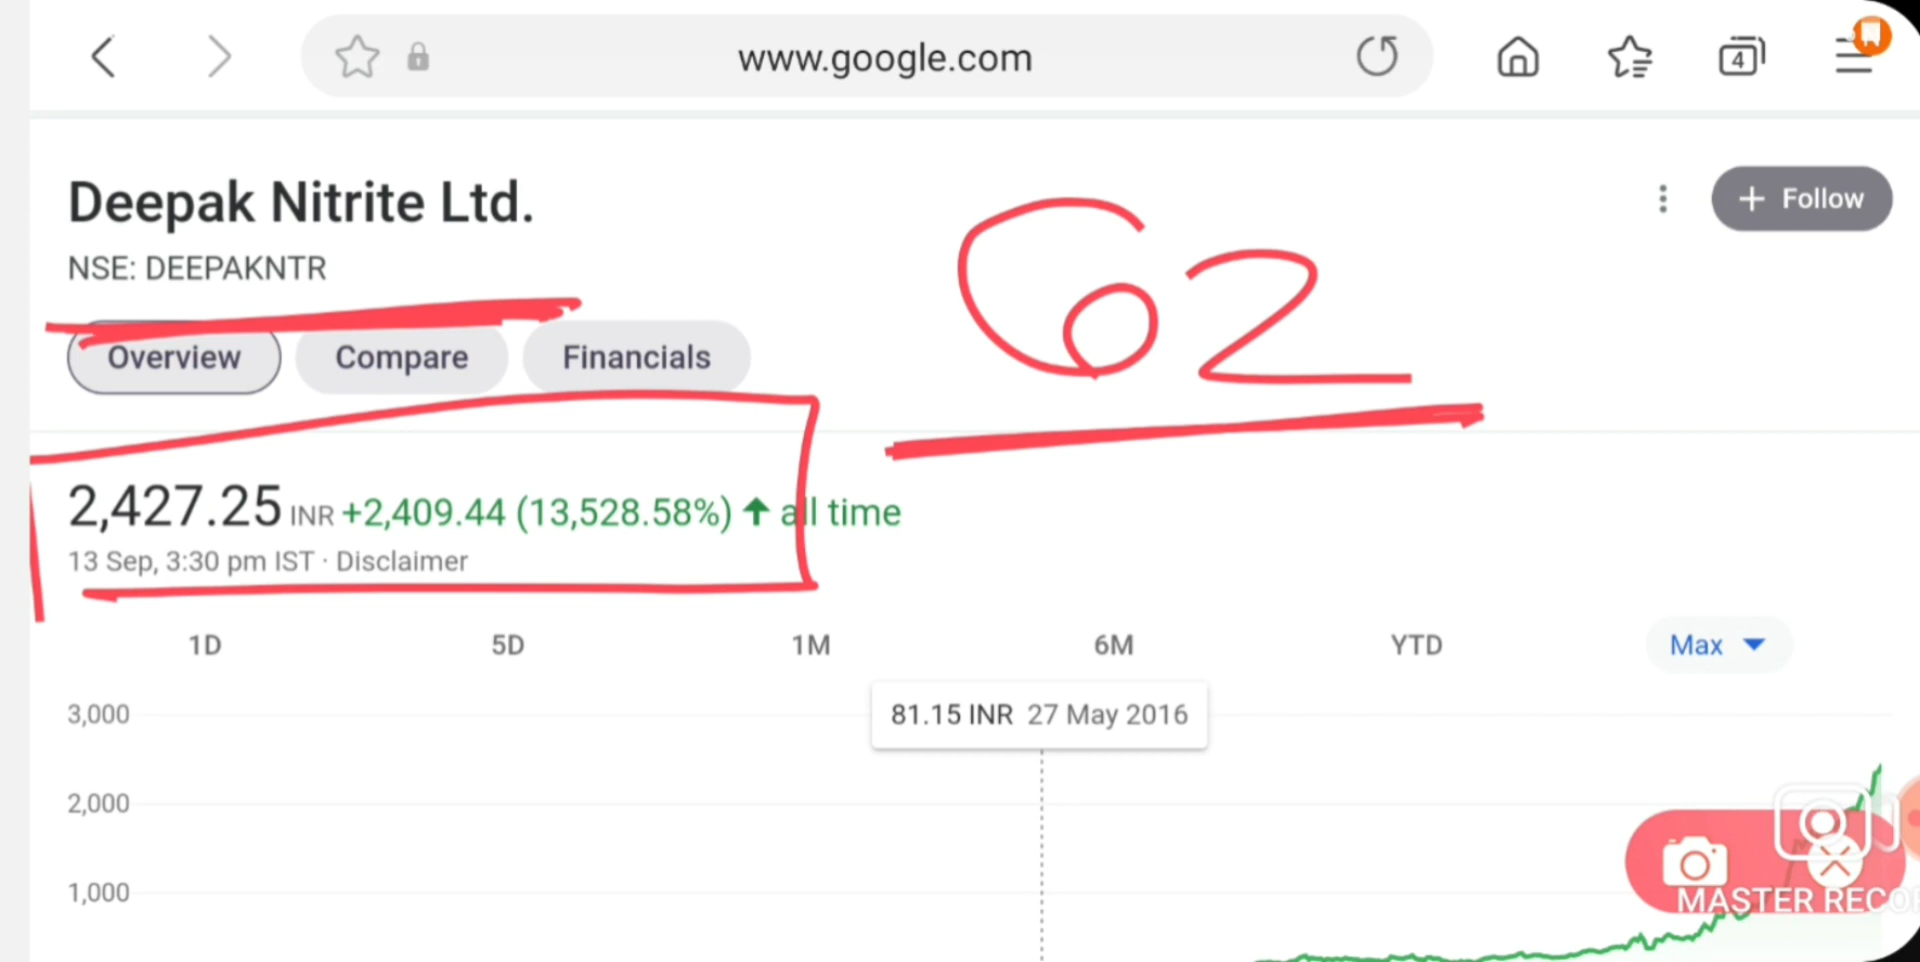 www.google.com
4
Deepak Nitrite Ltd.
+ Follow
NSE: DEEPAKNTR
62
Overview Compare Financials
2,427.25 INR +2,409.44 (13,528.58%) ↑ all time
13 Sep, 3:30 pm IST · Disclaimer
1D 5D 1M 6M YTD Max
81.15 INR 27 May 2016
3,000
2,000
1,000
MASTER RECO